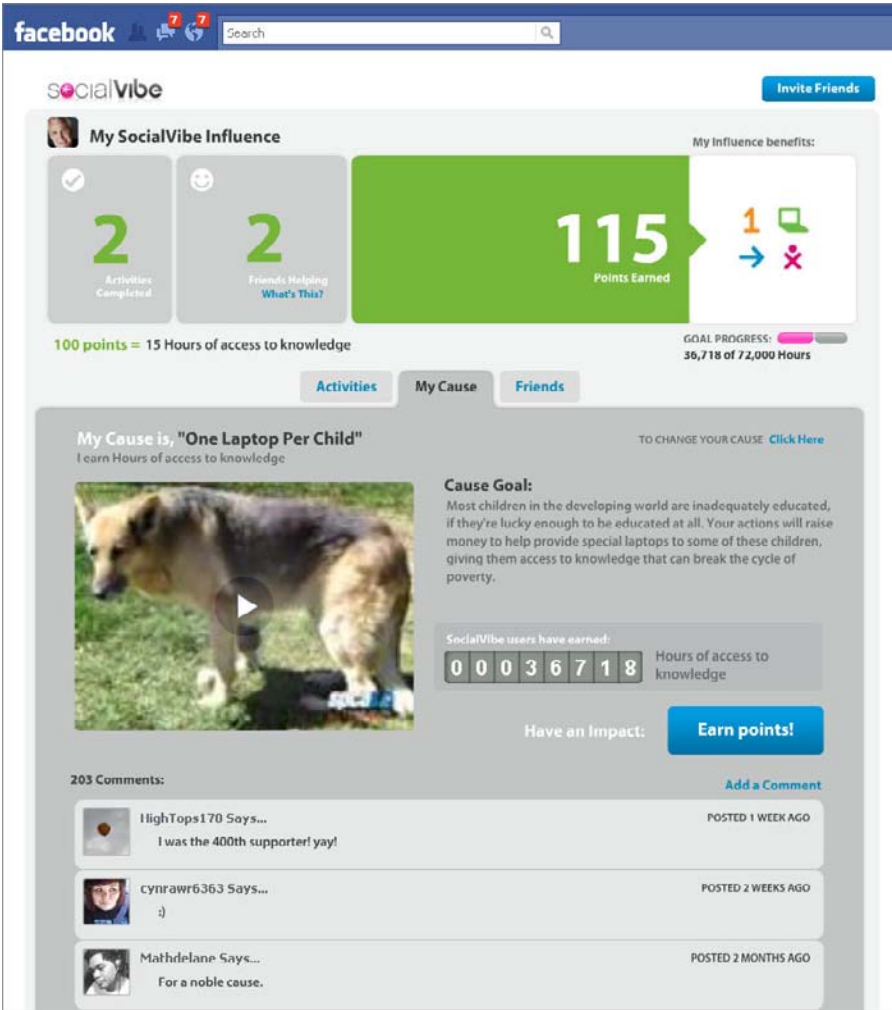 facebook
7
7
Search
socialVibe
Invite Friends
My SocialVibe Influence
My Influence benefits:
2
Activities
Completed
2
Friends Helping
What's This?
115
Points Earned
1
100 points = 15 Hours of access to knowledge
GOAL PROGRESS:
36,718 of 72,000 Hours
Activities
My Cause
Friends
My Cause is, "One Laptop Per Child"
I earn Hours of access to knowledge
TO CHANGE YOUR CAUSE Click Here
Cause Goal:
Most children in the developing world are inadequately educated,
if they're lucky enough to be educated at all. Your actions will raise
money to help provide special laptops to some of these children,
giving them access to knowledge that can break the cycle of
poverty.
SocialVibe users have earned:
00036718
Hours of access to
knowledge
Have an Impact:
Earn points!
203 Comments:
Add a Comment
HighTops170 Says...
POSTED 1 WEEK AGO
I was the 400th supporter! yay!
cynrawr6363 Says...
POSTED 2 WEEKS AGO
:)
Mathdelane Says...
POSTED 2 MONTHS AGO
For a noble cause.